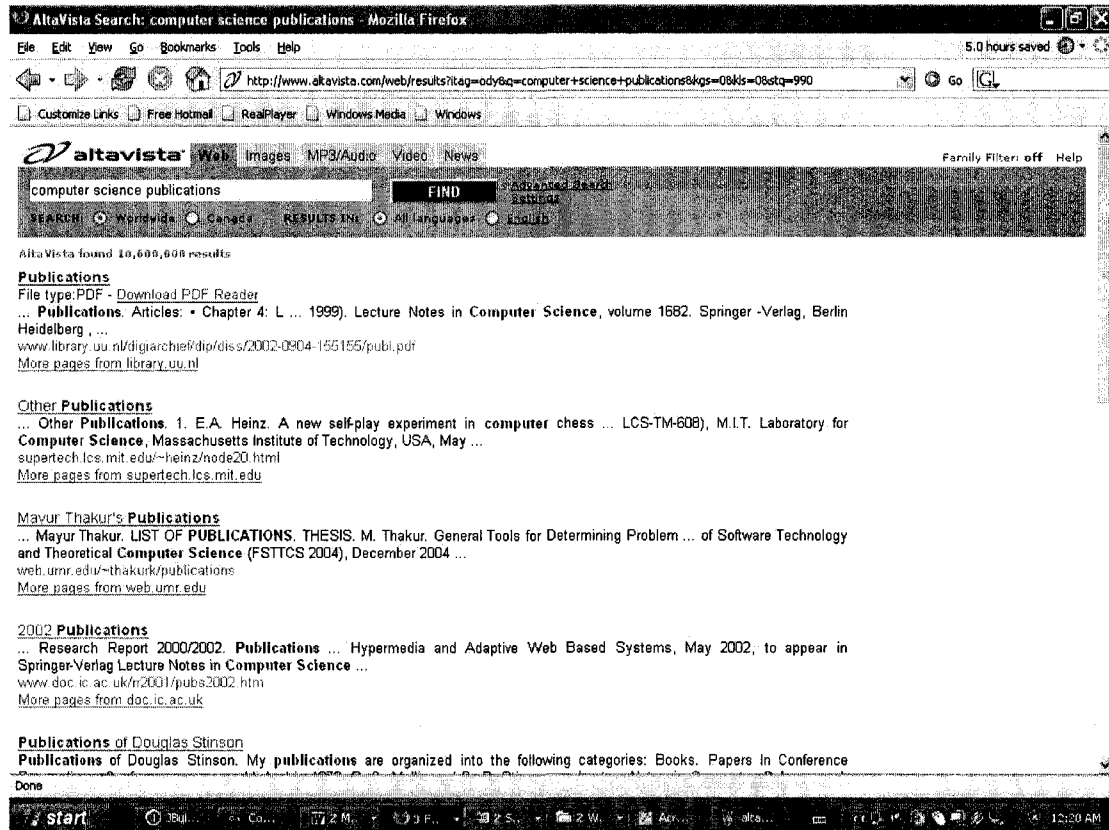 AltaVista Search: computer science publications - Mozilla Firefox
File Edit View Go Bookmarks Tools Help
5.0 hours saved
http://www.altavista.com/web/results?itag=ody&q=computer+science+publications&kgs=0&kls=0&stq=990
Go
Customize Links Free Hotmail RealPlayer Windows Media Windows
altavista Web Images MP3/Audio Video News
Family Filter: off Help
computer science publications
FIND
Advanced Search
Settings
SEARCH: Worldwide Canada RESULTS IN: All languages English
AltaVista found 10,600,000 results
Publications
File type:PDF - Download PDF Reader
... Publications. Articles: • Chapter 4: L ... 1999). Lecture Notes in Computer Science, volume 1682. Springer -Verlag, Berlin
Heidelberg , ...
www.library.uu.nl/digiarchief/dip/diss/2002-0904-155155/publ.pdf
More pages from library.uu.nl
Other Publications
... Other Publications. 1. E.A. Heinz. A new self-play experiment in computer chess ... LCS-TM-608), M.I.T. Laboratory for
Computer Science, Massachusetts Institute of Technology, USA, May ...
supertech.lcs.mit.edu/~heinz/node20.html
More pages from supertech.lcs.mit.edu
Mayur Thakur's Publications
... Mayur Thakur. LIST OF PUBLICATIONS. THESIS. M. Thakur. General Tools for Determining Problem ... of Software Technology
and Theoretical Computer Science (FSTTCS 2004), December 2004 ...
web.umr.edu/~thakurk/publications
More pages from web.umr.edu
2002 Publications
... Research Report 2000/2002. Publications ... Hypermedia and Adaptive Web Based Systems, May 2002, to appear in
Springer-Verlag Lecture Notes in Computer Science ...
www.doc.ic.ac.uk/rr2001/pubs2002.htm
More pages from doc.ic.ac.uk
Publications of Douglas Stinson
Publications of Douglas Stinson. My publications are organized into the following categories: Books. Papers In Conference
Done
start JBui... Co... 2 M... 3 F... 2 S... 2 W... Acr... alta... 12:20 AM